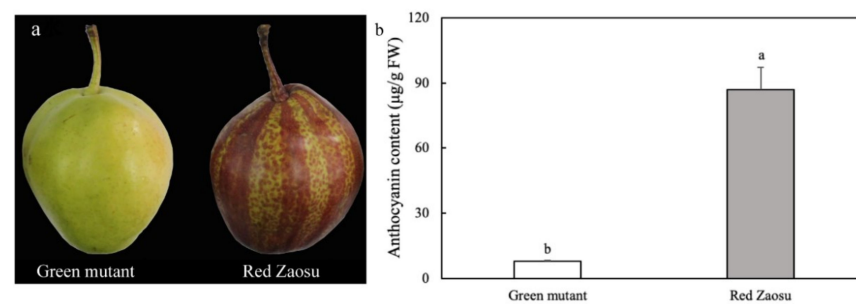 a
Green mutant
Red Zaosu
b
Anthocyanin content (μg/g FW)
120
90
60
30
0
b
a
Green mutant
Red Zaosu